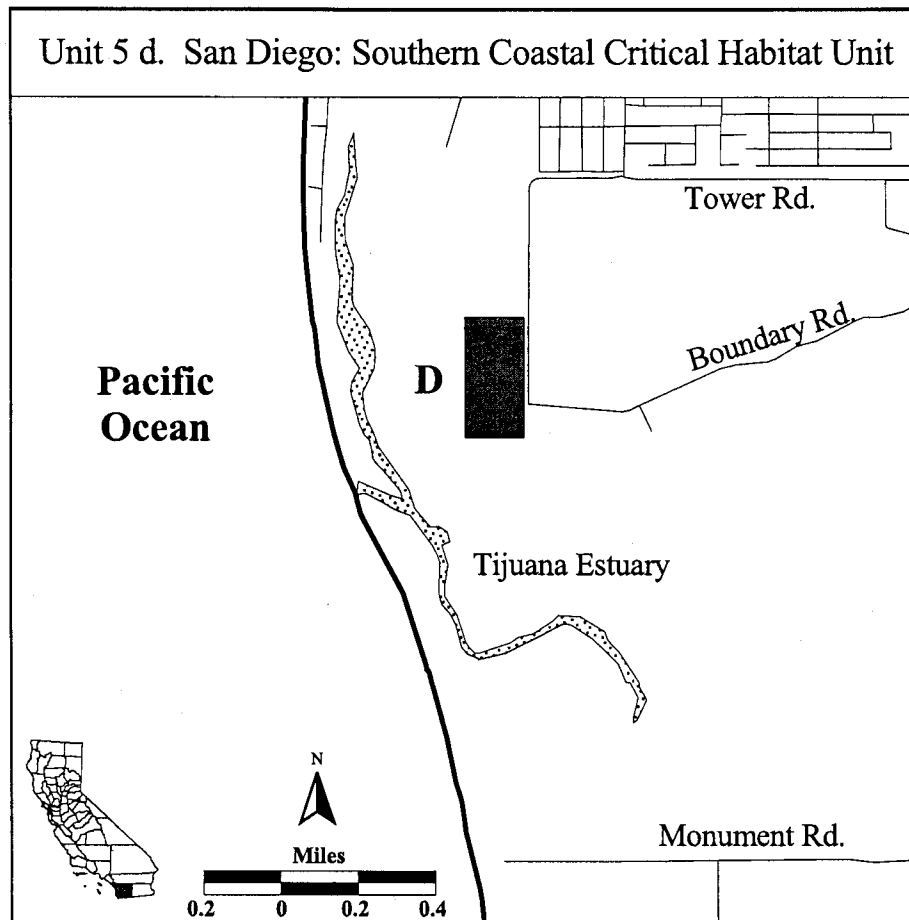 Unit 5 d. San Diego: Southern Coastal Critical Habitat Unit
Tower Rd.
Boundary Rd.
Pacific
Ocean
D
Tijuana Estuary
N
Monument Rd.
Miles
0.2 0 0.2 0.4